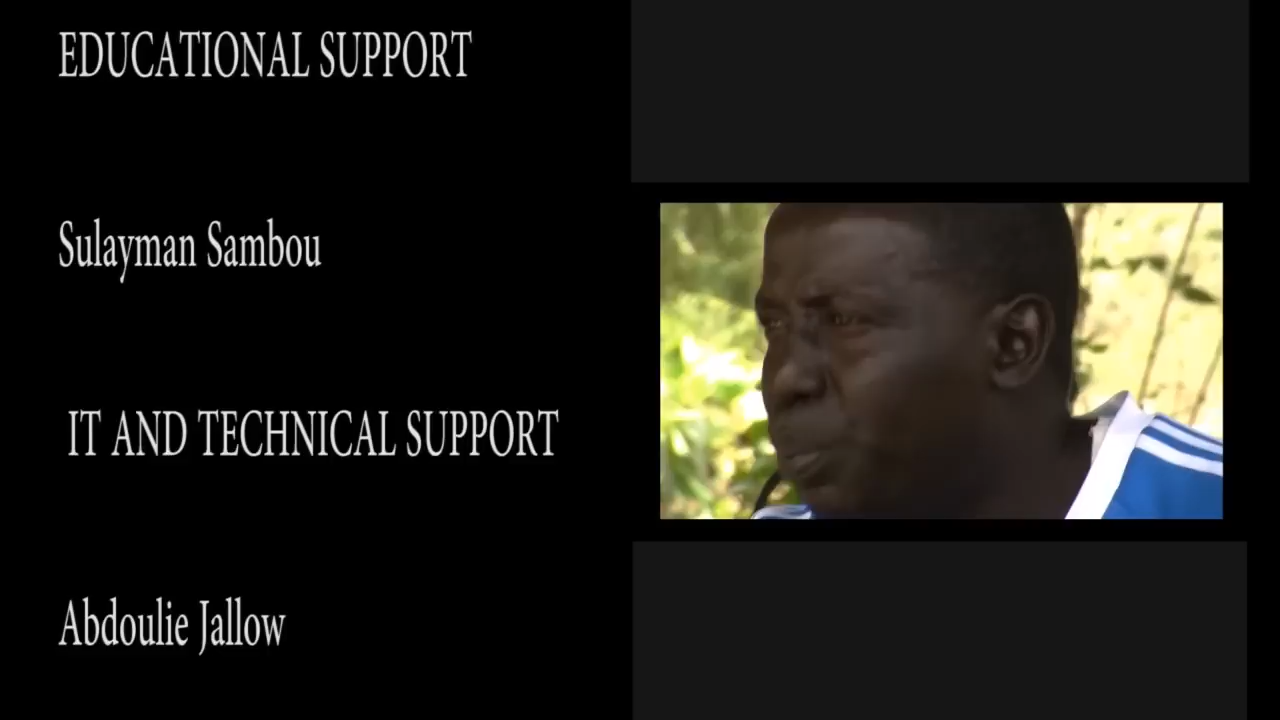 EDUCATIONAL SUPPORT
Sulayman Sambou
IT AND TECHNICAL SUPPORT
Abdoulie Jallow